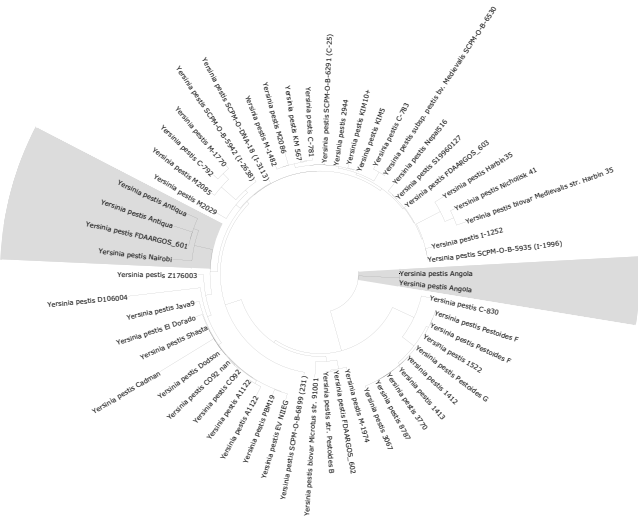 Yersinia pestis SCPM-O-B-6291 (C-25)
Yersinia pestis 2944
Yersinia pestis KIM10+
Yersinia pestis KIM5
Yersinia pestis C-783
Yersinia pestis subsp. pestis bv. Medievalis SCPM-O-B-6530
Yersinia pestis Nepal516
Yersinia pestis S19960127
Yersinia pestis FDAARGOS_603
Yersinia pestis Harbin35
Yersinia pestis Nicholisk 41
Yersinia pestis biovar Medievalis str. Harbin 35
Yersinia pestis I-1252
Yersinia pestis SCPM-O-B-5935 (I-1996)
Yersinia pestis Angola
Yersinia pestis Angola
Yersinia pestis C-830
Yersinia pestis Pestoides F
Yersinia pestis Pestoides F
Yersinia pestis 1522
Yersinia pestis Pestoides G
Yersinia pestis 1412
Yersinia pestis 1413
Yersinia pestis 3770
Yersinia pestis 8787
Yersinia pestis 3067
Yersinia pestis M-1974
Yersinia pestis FDAARGOS_602
Yersinia pestis str. Pestoides B
Yersinia pestis biovar Microtus str. 91001
Yersinia pestis SCPM-O-B-6899 (231)
Yersinia pestis EV NIIEG
Yersinia pestis PBM19
Yersinia pestis A1122
Yersinia pestis A1122
Yersinia pestis CO92
Yersinia pestis CO92 nan
Yersinia pestis Dodson
Yersinia pestis Cadman
Yersinia pestis Shasta
Yersinia pestis El Dorado
Yersinia pestis Java9
Yersinia pestis D106004
Yersinia pestis Z176003
Yersinia pestis Nairobi
Yersinia pestis FDAARGOS_601
Yersinia pestis Antiqua
Yersinia pestis Antiqua
Yersinia pestis M2029
Yersinia pestis M2085
Yersinia pestis C-792
Yersinia pestis M-1770
Yersinia pestis SCPM-O-B-5942 (I-2638)
Yersinia pestis SCPM-O-DNA-18 (I-3113)
Yersinia pestis M-1482
Yersinia pestis M2086
Yersinia pestis KM 567
Yersinia pestis C-781